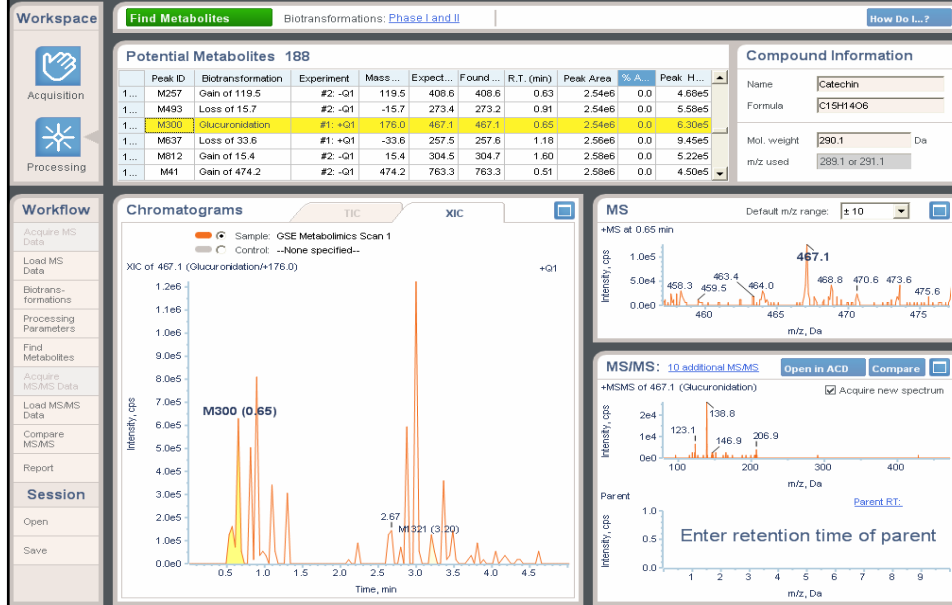 Workspace
Acquisition
Processing
Find Metabolites
Biotransformations: Phase I and II
How Do I...?
Potential Metabolites 188
Peak ID Biotransformation Experiment Mass... Expect... Found ... R.T. (min) Peak Area % A... Peak H...
1... M257 Gain of 119.5 #2: -Q1 119.5 408.6 408.6 0.63 2.54e6 0.0 4.68e5
1... M493 Loss of 15.7 #2: -Q1 -15.7 273.4 273.2 0.91 2.54e6 0.0 5.58e5
1... M300 Glucuronidation #1: +Q1 176.0 467.1 467.1 0.65 2.54e6 0.0 6.30e5
1... M637 Loss of 33.6 #1: +Q1 -33.6 257.5 257.6 1.18 2.56e6 0.0 9.45e5
1... M812 Gain of 15.4 #2: -Q1 15.4 304.5 304.7 1.60 2.58e6 0.0 5.22e5
1... M41 Gain of 474.2 #2: -Q1 474.2 763.3 763.3 0.51 2.58e6 0.0 4.50e5
Compound Information
Name Catechin
Formula C15H14O6
Mol. weight 290.1 Da
m/z used 289.1 or 291.1
Workflow
Acquire MS
Data
Load MS
Data
Biotrans-
formations
Processing
Parameters
Find
Metabolites
Acquire
MS/MS Data
Load MS/MS
Data
Compare
MS/MS
Report
Session
Open
Save
Chromatograms
TIC
XIC
Sample: GSE Metabolimics Scan 1
Control: --None specified--
XIC of 467.1 (Glucuronidation/+176.0)
+Q1
Intensity, cps
1.2e6
1.1e6
1.0e6
9.0e5
8.0e5
7.0e5
6.0e5
5.0e5
4.0e5
3.0e5
2.0e5
1.0e5
0.0e0
M300 (0.65)
2.67
M1321 (3.20)
0.5 1.0 1.5 2.0 2.5 3.0 3.5 4.0 4.5
Time, min
MS
Default m/z range: ± 10
+MS at 0.65 min
Intensity, cps
1.0e5
5.0e4
0.0e0
467.1
458.3 459.5 463.4 464.0 468.8 470.6 473.6 475.6
460 465 470 475
m/z, Da
MS/MS: 10 additional MS/MS
Open in ACD
Compare
+MSMS of 467.1 (Glucuronidation)
Acquire new spectrum
Intensity, cps
2e4
1e4
0e0
138.8
123.1
146.9
206.9
100 200 300 400
m/z, Da
Parent
Parent RT:
Intensity, cps
1.0
0.5
0.0
Enter retention time of parent
1 2 3 4 5 6 7 8 9
m/z, Da